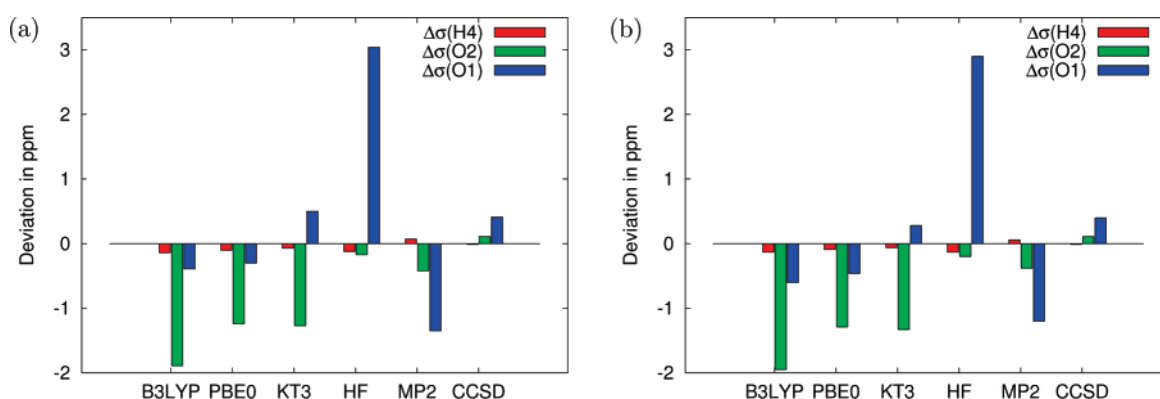 (a)
Δσ(H4)
Δσ(O2)
Δσ(O1)
Deviation in ppm
3
2
1
0
-1
-2
B3LYP PBE0 KT3 HF MP2 CCSD
(b)
Δσ(H4)
Δσ(O2)
Δσ(O1)
Deviation in ppm
3
2
1
0
-1
-2
B3LYP PBE0 KT3 HF MP2 CCSD